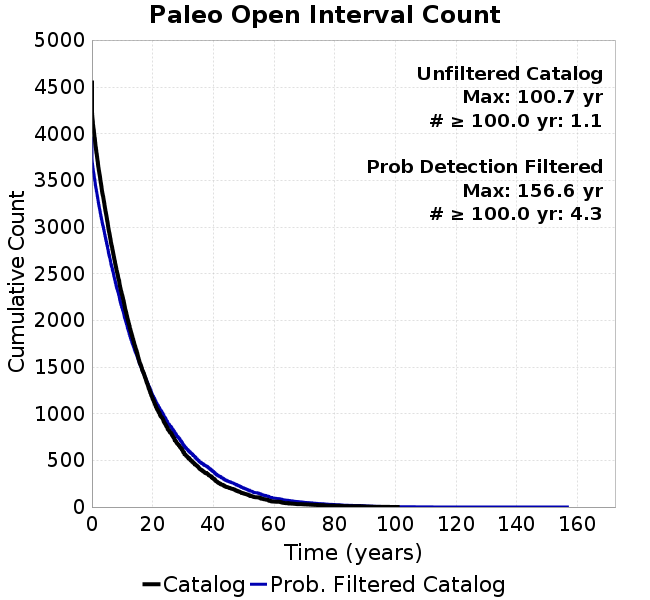 Paleo Open Interval Count
5000
4500
4000
3500
3000
2500
2000
1500
1000
500
0
Cumulative Count
Unfiltered Catalog
Max: 100.7 yr
# ≥ 100.0 yr: 1.1
Prob Detection Filtered
Max: 156.6 yr
# ≥ 100.0 yr: 4.3
0 20 40 60 80 100 120 140 160
Time (years)
Catalog Prob. Filtered Catalog